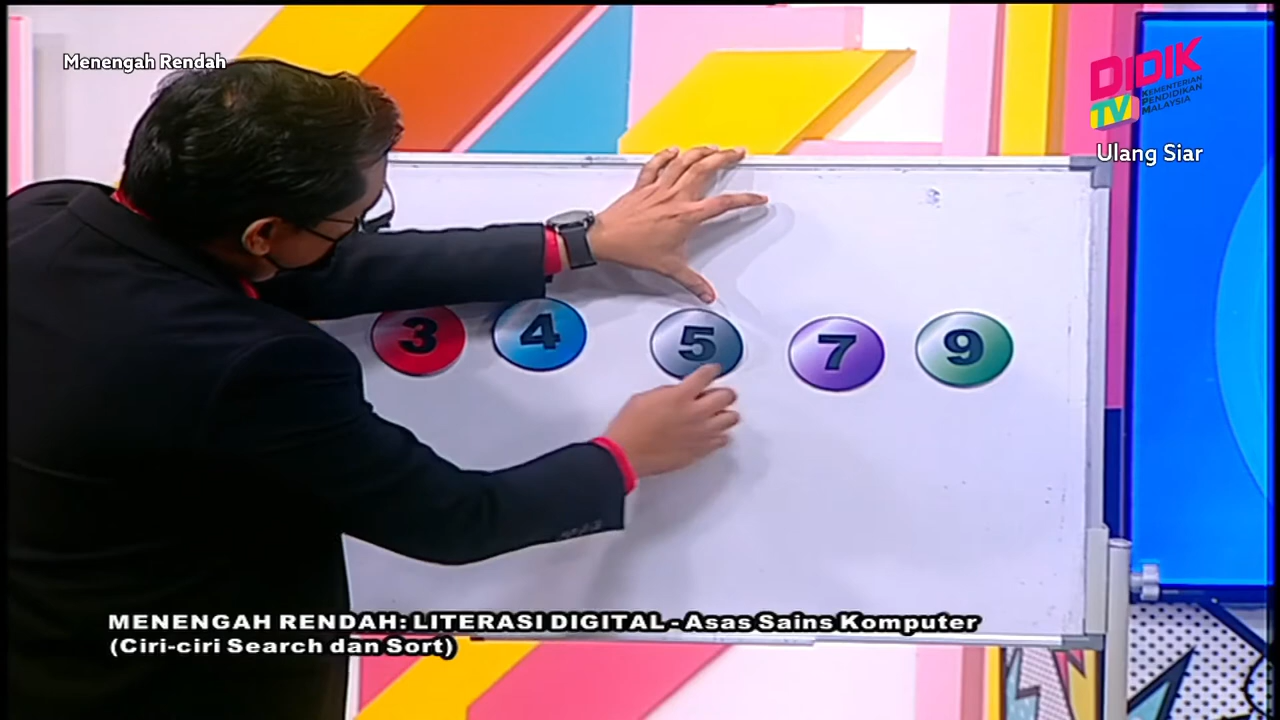 Menengah Rendah
DIDIK
TV
KEMENTERIAN
PENDIDIKAN
MALAYSIA
Ulang Siar
3 4 5 7 9
MENENGAH RENDAH: LITERASI DIGITAL - Asas Sains Komputer
(Ciri-ciri Search dan Sort)